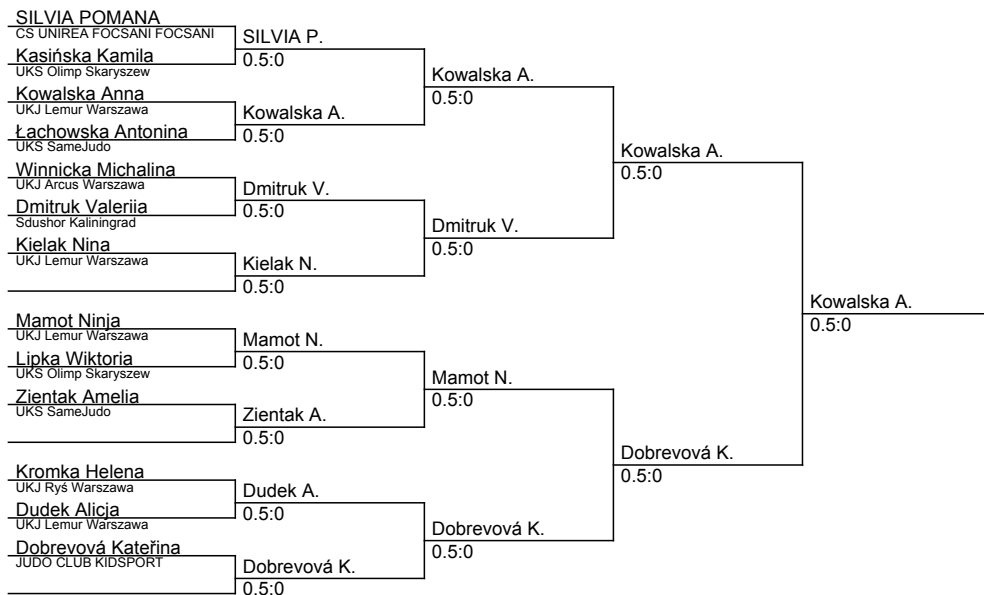 SILVIA POMANA
CS UNIREA FOCSANI FOCSANI
Kasińska Kamila
UKS Olimp Skaryszew
Kowalska Anna
UKJ Lemur Warszawa
Łachowska Antonina
UKS SameJudo
Winnicka Michalina
UKJ Arcus Warszawa
Dmitruk Valeriia
Sdushor Kaliningrad
Kielak Nina
UKJ Lemur Warszawa
Mamot Ninja
UKJ Lemur Warszawa
Lipka Wiktoria
UKS Olimp Skaryszew
Zientak Amelia
UKS SameJudo
Kromka Helena
UKJ Ryś Warszawa
Dudek Alicja
UKJ Lemur Warszawa
Dobrevová Kateřina
JUDO CLUB KIDSPORT
SILVIA P.
0.5:0
Kowalska A.
0.5:0
Dmitruk V.
0.5:0
Kielak N.
0.5:0
Mamot N.
0.5:0
Zientak A.
0.5:0
Dudek A.
0.5:0
Dobrevová K.
0.5:0
Kowalska A.
0.5:0
Dmitruk V.
0.5:0
Mamot N.
0.5:0
Dobrevová K.
0.5:0
Kowalska A.
0.5:0
Dobrevová K.
0.5:0
Kowalska A.
0.5:0